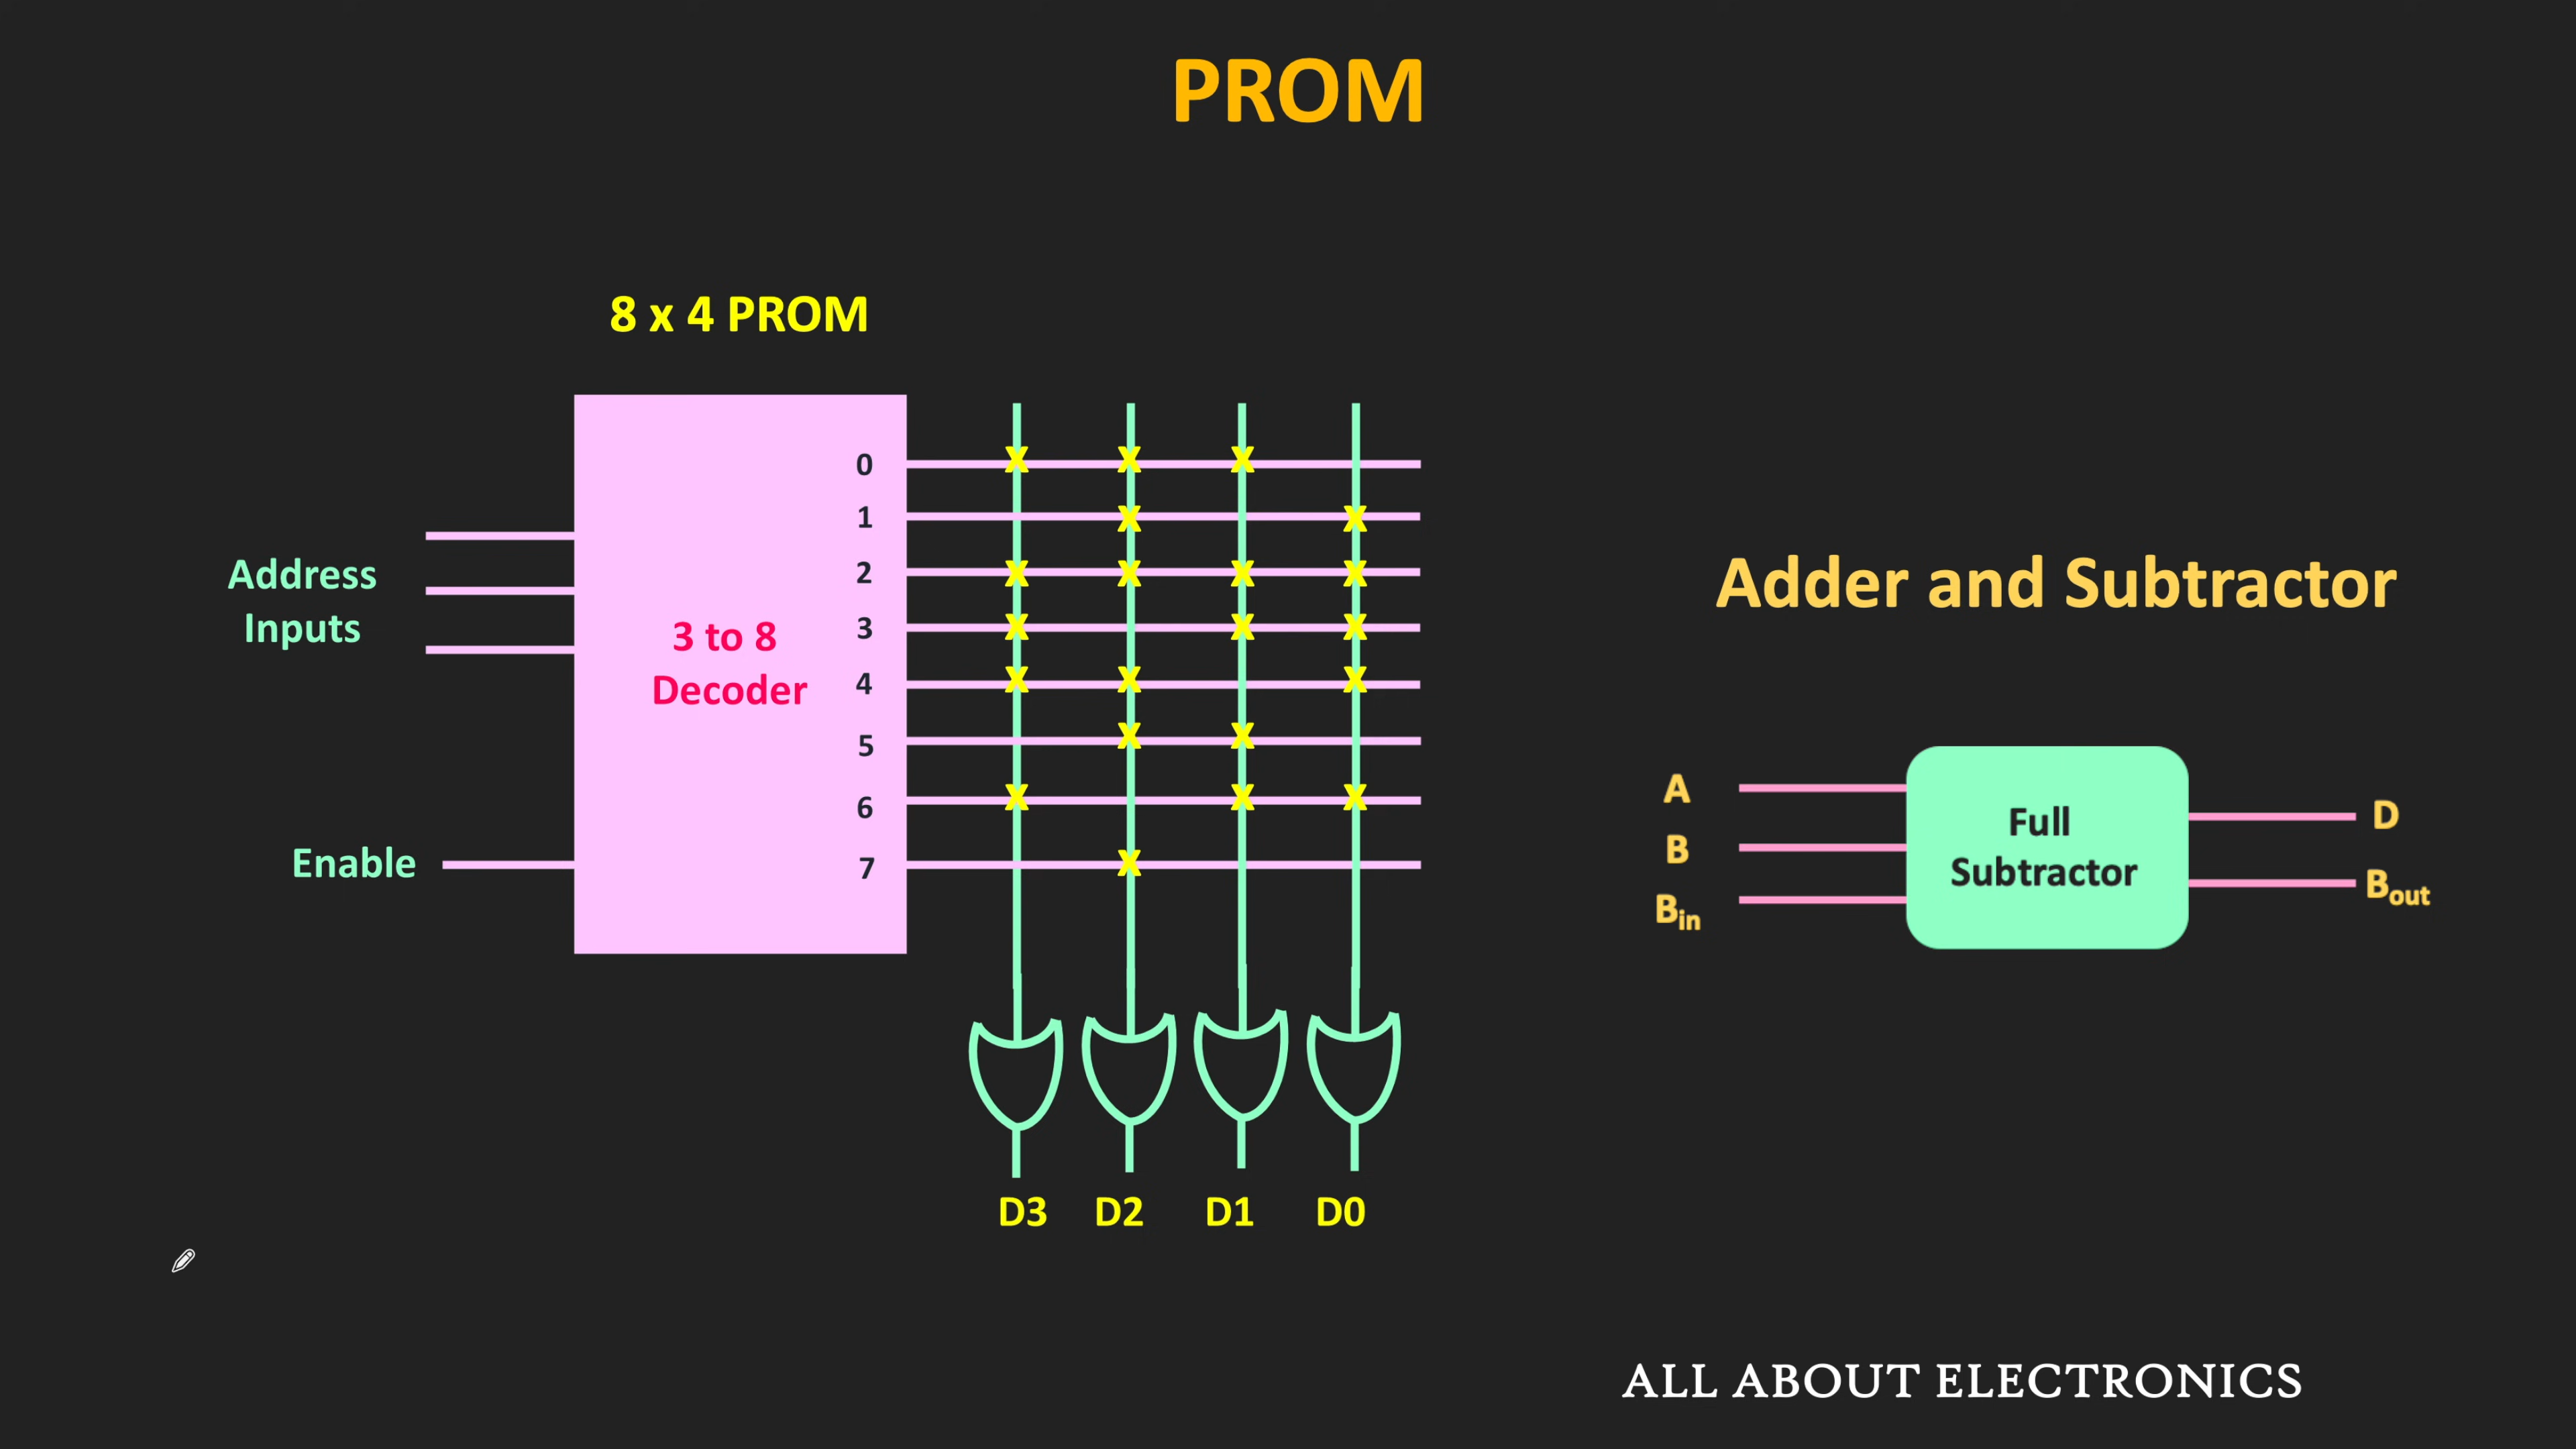 PROM
8 x 4 PROM
X X X
0
1
X X
2
X X X X
3
X X X
4
X X X
5
X X
6
X X X
7
X
Address
Inputs
3 to 8
Decoder
Enable
D3 D2 D1 D0
Adder and Subtractor
A
B
Bin
Full
Subtractor
D
Bout
ALL ABOUT ELECTRONICS